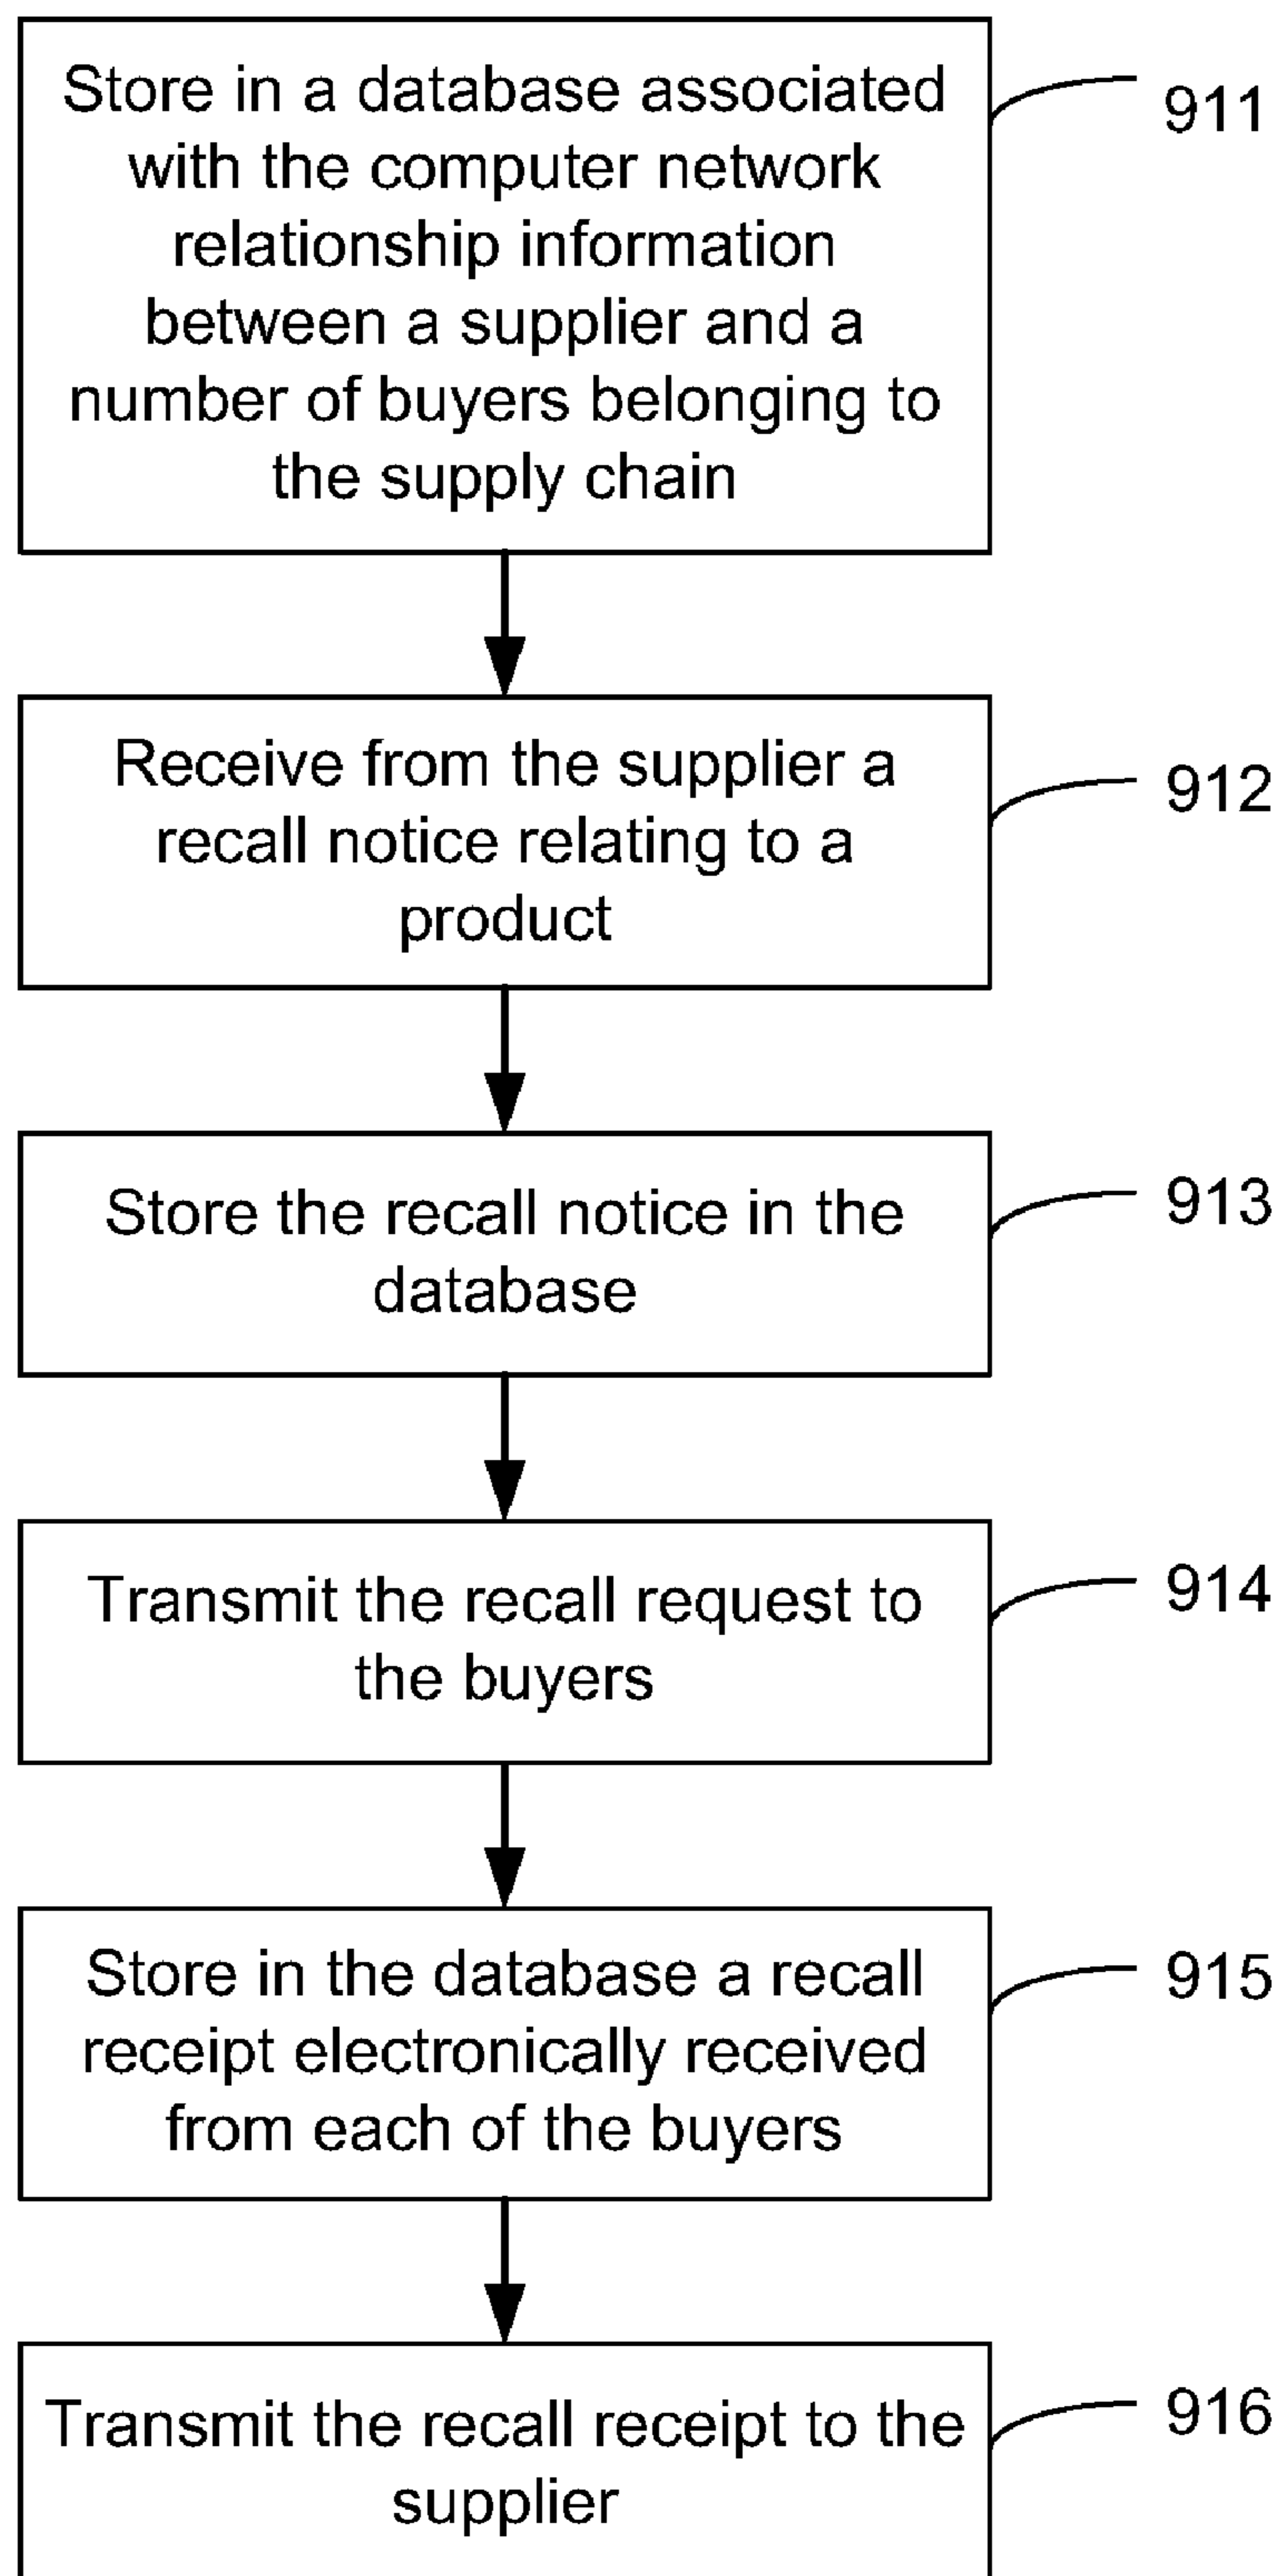 Store in a database associated
with the computer network
relationship information
between a supplier and a
number of buyers belonging to
the supply chain
911
Receive from the supplier a
recall notice relating to a
product
912
Store the recall notice in the
database
913
Transmit the recall request to
the buyers
914
Store in the database a recall
receipt electronically received
from each of the buyers
915
Transmit the recall receipt to the
supplier
916